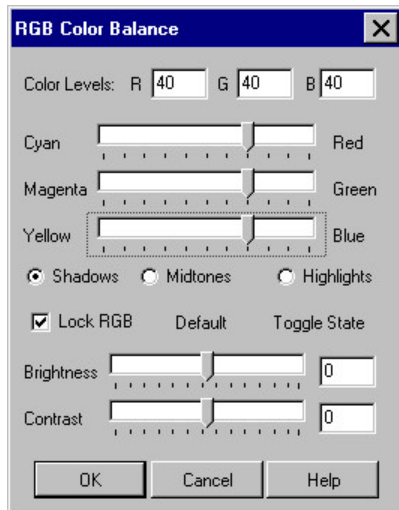 RGB Color Balance
Color Levels: R 40 G 40 B 40
Cyan Red
Magenta Green
Yellow Blue
Shadows Midtones Highlights
Lock RGB Default Toggle State
Brightness 0
Contrast 0
OK Cancel Help